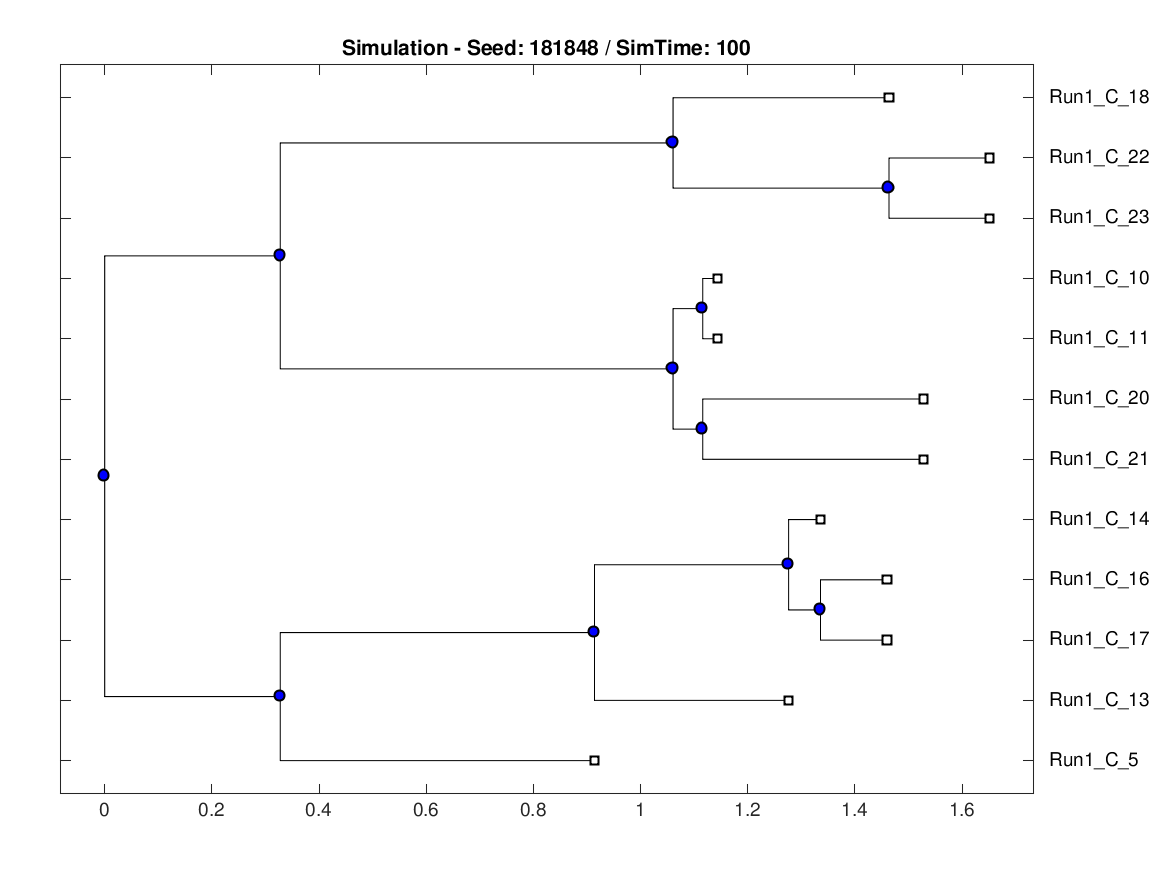 Simulation - Seed: 181848 / SimTime: 100
Run1_C_18
Run1_C_22
Run1_C_23
Run1_C_10
Run1_C_11
Run1_C_20
Run1_C_21
Run1_C_14
Run1_C_16
Run1_C_17
Run1_C_13
Run1_C_5
0 0.2 0.4 0.6 0.8 1 1.2 1.4 1.6